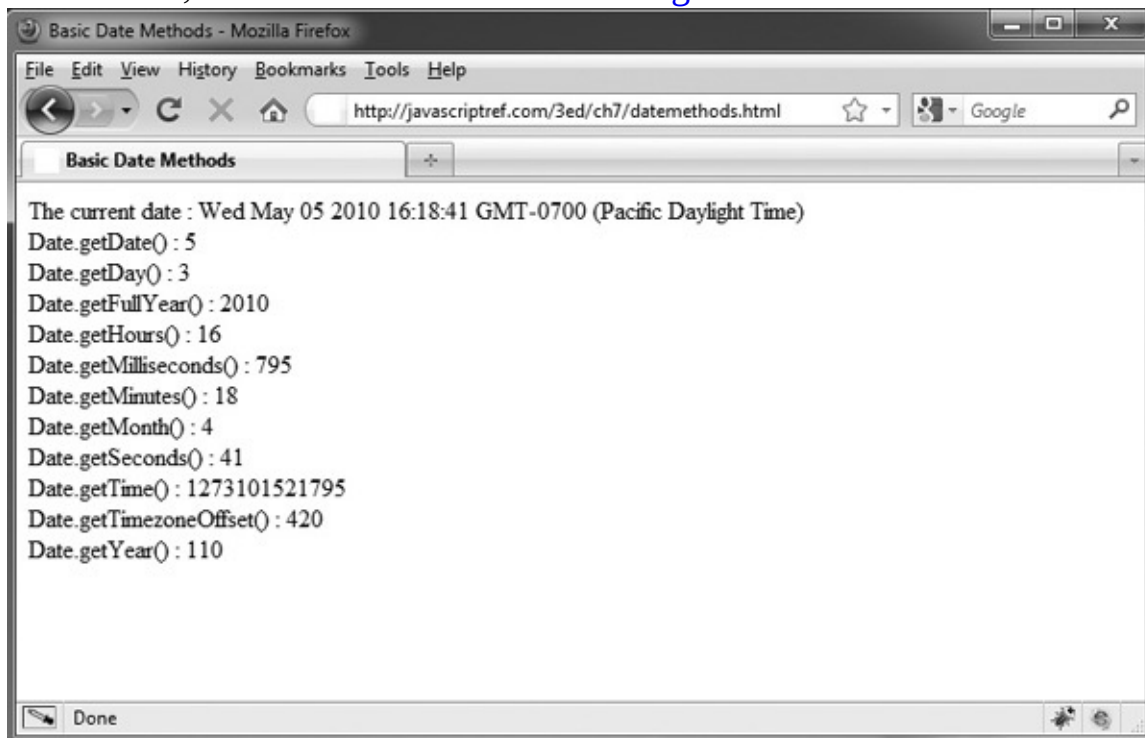 Basic Date Methods - Mozilla Firefox
File Edit View History Bookmarks Tools Help
http://javascriptref.com/3ed/ch7/datemethods.html
Google
Basic Date Methods
The current date : Wed May 05 2010 16:18:41 GMT-0700 (Pacific Daylight Time)
Date.getDate() : 5
Date.getDay() : 3
Date.getFullYear() : 2010
Date.getHours() : 16
Date.getMilliseconds() : 795
Date.getMinutes() : 18
Date.getMonth() : 4
Date.getSeconds() : 41
Date.getTime() : 1273101521795
Date.getTimezoneOffset() : 420
Date.getYear() : 110
Done